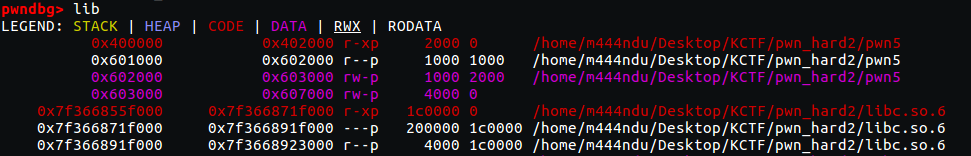 pwndbg> lib
LEGEND: STACK | HEAP | CODE | DATA | RWX | RODATA
0x400000 0x402000 r-xp 2000 0 /home/m444ndu/Desktop/KCTF/pwn_hard2/pwn5
0x601000 0x602000 r--p 1000 1000 /home/m444ndu/Desktop/KCTF/pwn_hard2/pwn5
0x602000 0x603000 rw-p 1000 2000 /home/m444ndu/Desktop/KCTF/pwn_hard2/pwn5
0x603000 0x607000 rw-p 4000 0
0x7f366855f000 0x7f366871f000 r-xp 1c0000 0 /home/m444ndu/Desktop/KCTF/pwn_hard2/libc.so.6
0x7f366871f000 0x7f366891f000 ---p 200000 1c0000 /home/m444ndu/Desktop/KCTF/pwn_hard2/libc.so.6
0x7f366891f000 0x7f3668923000 r--p 4000 1c0000 /home/m444ndu/Desktop/KCTF/pwn_hard2/libc.so.6